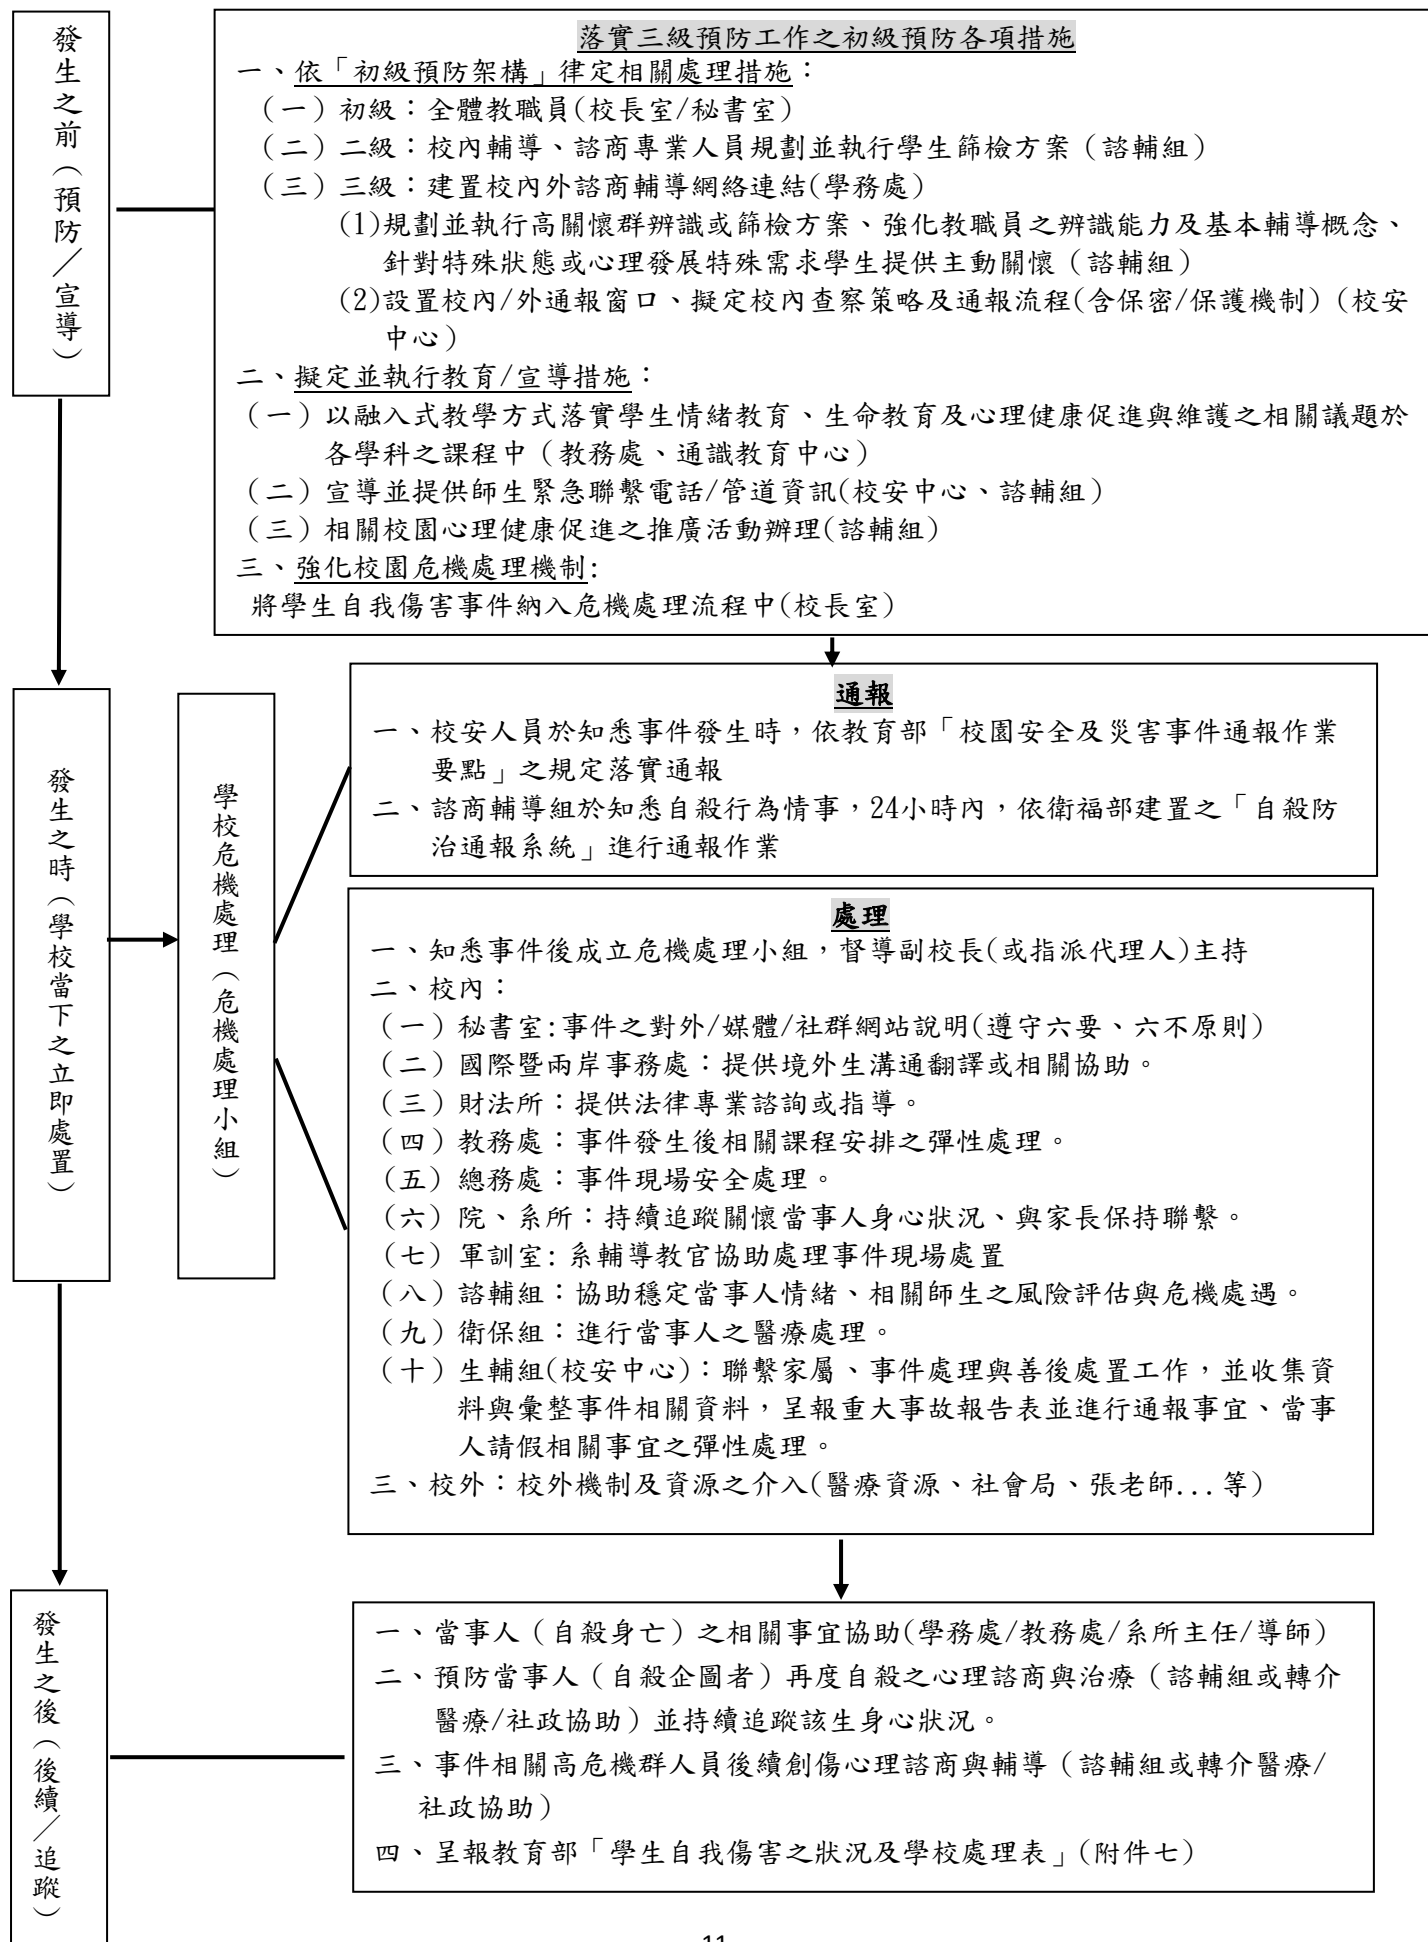 發生之前（預防／宣導）
落實三級預防工作之初級預防各項措施
一、依「初級預防架構」律定相關處理措施：
（一）初級：全體教職員(校長室/秘書室)
（二）二級：校內輔導、諮商專業人員規劃並執行學生篩檢方案（諮輔組）
（三）三級：建置校內外諮商輔導網絡連結(學務處)
(1)規劃並執行高關懷群辨識或篩檢方案、強化教職員之辨識能力及基本輔導概念、
針對特殊狀態或心理發展特殊需求學生提供主動關懷（諮輔組）
(2)設置校內/外通報窗口、擬定校內查察策略及通報流程(含保密/保護機制)（校安
中心）
二、擬定並執行教育/宣導措施：
（一）以融入式教學方式落實學生情緒教育、生命教育及心理健康促進與維護之相關議題於
各學科之課程中（教務處、通識教育中心）
（二）宣導並提供師生緊急聯繫電話/管道資訊(校安中心、諮輔組)
（三）相關校園心理健康促進之推廣活動辦理(諮輔組)
三、強化校園危機處理機制:
將學生自我傷害事件納入危機處理流程中(校長室)
發生之時（學校當下之立即處置）
學校危機處理（危機處理小組）
通報
一、校安人員於知悉事件發生時，依教育部「校園安全及災害事件通報作業
要點」之規定落實通報
二、諮商輔導組於知悉自殺行為情事，24小時內，依衛福部建置之「自殺防
治通報系統」進行通報作業
處理
一、知悉事件後成立危機處理小組，督導副校長(或指派代理人)主持
二、校內：
（一）秘書室:事件之對外/媒體/社群網站說明(遵守六要、六不原則)
（二）國際暨兩岸事務處：提供境外生溝通翻譯或相關協助。
（三）財法所：提供法律專業諮詢或指導。
（四）教務處：事件發生後相關課程安排之彈性處理。
（五）總務處：事件現場安全處理。
（六）院、系所：持續追蹤關懷當事人身心狀況、與家長保持聯繫。
（七）軍訓室: 系輔導教官協助處理事件現場處置
（八）諮輔組：協助穩定當事人情緒、相關師生之風險評估與危機處遇。
（九）衛保組：進行當事人之醫療處理。
（十）生輔組(校安中心)：聯繫家屬、事件處理與善後處置工作，並收集資
料與彙整事件相關資料，呈報重大事故報告表並進行通報事宜、當事
人請假相關事宜之彈性處理。
三、校外：校外機制及資源之介入(醫療資源、社會局、張老師...等)
發生之後（後續／追蹤）
一、當事人（自殺身亡）之相關事宜協助(學務處/教務處/系所主任/導師)
二、預防當事人（自殺企圖者）再度自殺之心理諮商與治療（諮輔組或轉介
醫療/社政協助）並持續追蹤該生身心狀況。
三、事件相關高危機群人員後續創傷心理諮商與輔導（諮輔組或轉介醫療/
社政協助）
四、呈報教育部「學生自我傷害之狀況及學校處理表」(附件七)
11